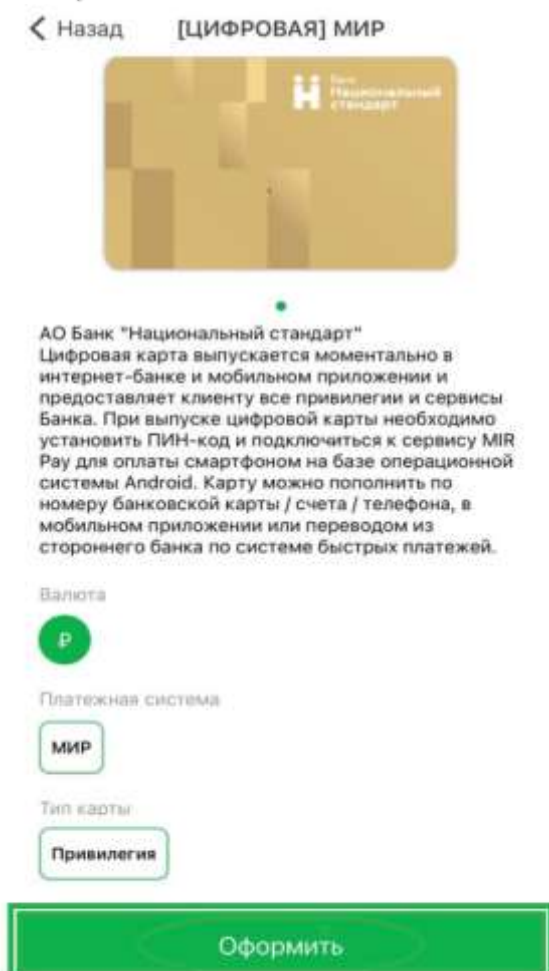 Назад
[ЦИФРОВАЯ] МИР
Банк
Национальный
стандарт
АО Банк "Национальный стандарт"
Цифровая карта выпускается моментально в
интернет-банке и мобильном приложении и
предоставляет клиенту все привилегии и сервисы
Банка. При выпуске цифровой карты необходимо
установить ПИН-код и подключиться к сервису MIR
Pay для оплаты смартфоном на базе операционной
системы Android. Карту можно пополнить по
номеру банковской карты / счета / телефона, в
мобильном приложении или переводом из
стороннего банка по системе быстрых платежей.
Валюта
₽
Платежная система
МИР
Тип карты
Привилегия
Оформить